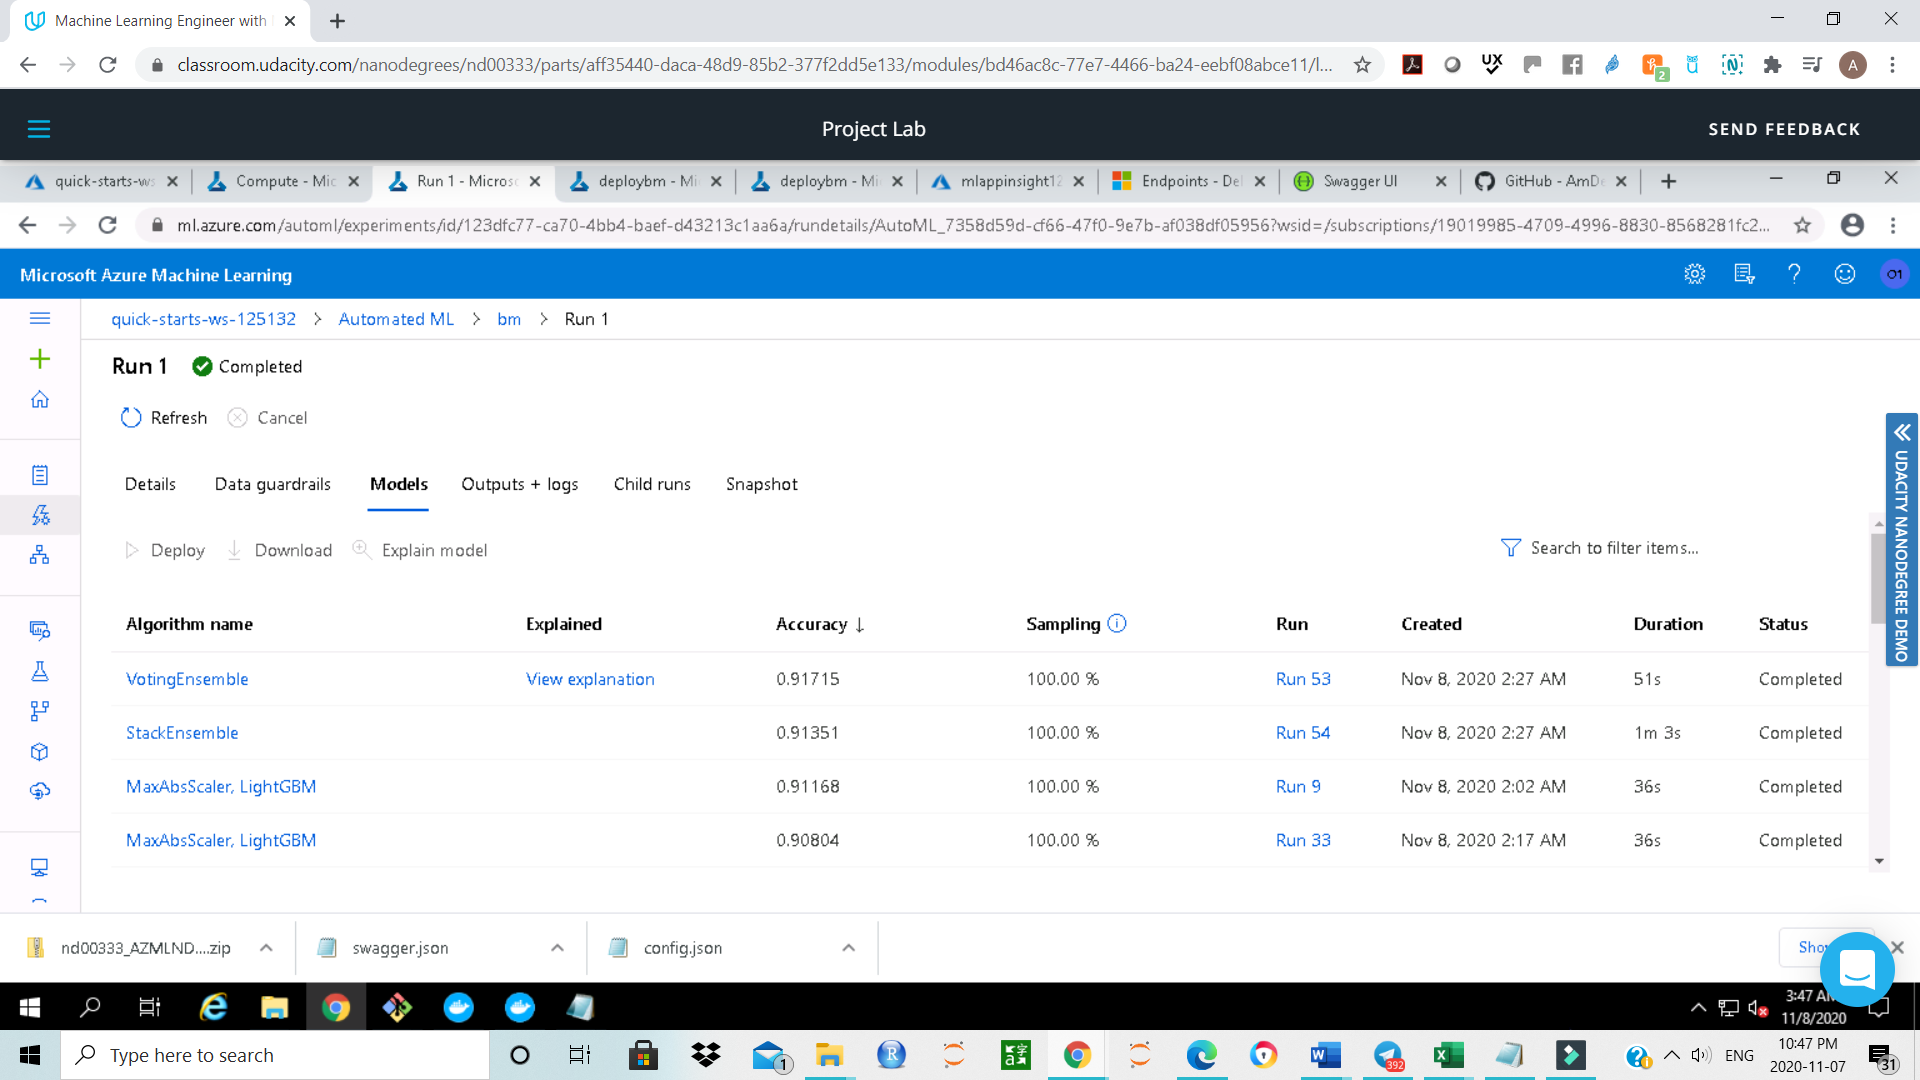 Machine Learning Engineer with
classroom.udacity.com/nanodegrees/nd00333/parts/aff35440-daca-48d9-85b2-377f2dd5e133/modules/bd46ac8c-77e7-4466-ba24-eebf08abce11/l...
UX
2
A
Project Lab
SEND FEEDBACK
quick-starts-ws
Compute - Mic
Run 1 - Microsc
deploybm - Mi
deploybm - Mi
mlappinsight12
Endpoints - Del
Swagger UI
GitHub - AmDe
ml.azure.com/automl/experiments/id/123dfc77-ca70-4bb4-baef-d43213c1aa6a/rundetails/AutoML_7358d59d-cf66-47f0-9e7b-af038df05956?wsid=/subscriptions/19019985-4709-4996-8830-8568281fc2...
Microsoft Azure Machine Learning
O1
quick-starts-ws-125132 > Automated ML > bm > Run 1
Run 1 Completed
Refresh Cancel
UDACITY NANODEGREE DEMO
Details Data guardrails Models Outputs + logs Child runs Snapshot
Deploy Download Explain model
Search to filter items...
Algorithm name Explained Accuracy ↓ Sampling Run Created Duration Status
VotingEnsemble View explanation 0.91715 100.00 % Run 53 Nov 8, 2020 2:27 AM 51s Completed
StackEnsemble 0.91351 100.00 % Run 54 Nov 8, 2020 2:27 AM 1m 3s Completed
MaxAbsScaler, LightGBM 0.91168 100.00 % Run 9 Nov 8, 2020 2:02 AM 36s Completed
MaxAbsScaler, LightGBM 0.90804 100.00 % Run 33 Nov 8, 2020 2:17 AM 36s Completed
nd00333_AZMLND....zip
swagger.json
config.json
3:47 AM
11/8/2020
Type here to search
1
R
392
ENG
10:47 PM
2020-11-07
31